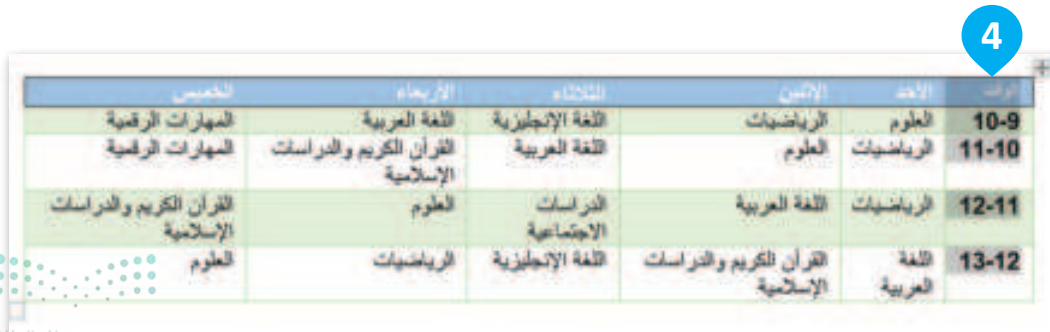 4
الوقت الأحد الاثنين الثلاثاء الأربعاء الخميس
10-9 العلوم الرياضيات اللغة الإنجليزية اللغة العربية المهارات الرقمية
11-10 الرياضيات العلوم اللغة العربية القرآن الكريم والدراسات المهارات الرقمية
الإسلامية
12-11 الرياضيات اللغة العربية الدراسات العلوم القرآن الكريم والدراسات
الاجتماعية الإسلامية
13-12 اللغة القرآن الكريم والدراسات اللغة الإنجليزية الرياضيات العلوم
العربية الإسلامية